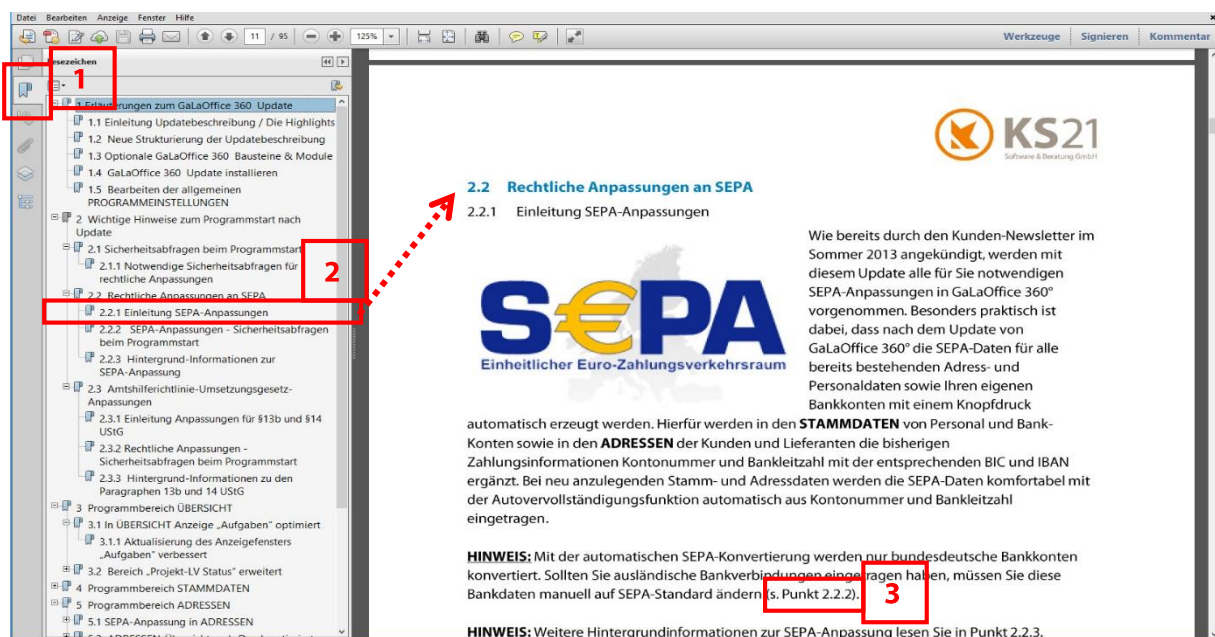 Datei Bearbeiten Anzeige Fenster Hilfe
11 / 95
125%
Werkzeuge Signieren Kommentar
Lesezeichen
1
1 Erläuterungen zum GaLaOffice 360 Update
1.1 Einleitung Updatebeschreibung / Die Highlights
1.2 Neue Strukturierung der Updatebeschreibung
1.3 Optionale GaLaOffice 360 Bausteine & Module
1.4 GaLaOffice 360 Update installieren
1.5 Bearbeiten der allgemeinen
PROGRAMMEINSTELLUNGEN
2 Wichtige Hinweise zum Programmstart nach
Update
2.1 Sicherheitsabfragen beim Programmstart
2.1.1 Notwendige Sicherheitsabfragen für
rechtliche Anpassungen
2
2.2 Rechtliche Anpassungen an SEPA
2.2.1 Einleitung SEPA-Anpassungen
2.2.2 SEPA-Anpassungen - Sicherheitsabfragen
beim Programmstart
2.2.3 Hintergrund-Informationen zur
SEPA-Anpassung
2.3 Amtshilferichtlinie-Umsetzungsgesetz-
Anpassungen
2.3.1 Einleitung Anpassungen für §13b und §14
UStG
2.3.2 Rechtliche Anpassungen -
Sicherheitsabfragen beim Programmstart
2.3.3 Hintergrund-Informationen zu den
Paragraphen 13b und 14 UStG
3 Programmbereich ÜBERSICHT
3.1 In ÜBERSICHT Anzeige „Aufgaben" optimiert
3.1.1 Aktualisierung des Anzeigefensters
„Aufgaben" verbessert
3.2 Bereich „Projekt-LV Status" erweitert
4 Programmbereich STAMMDATEN
5 Programmbereich ADRESSEN
5.1 SEPA-Anpassung in ADRESSEN
KS21
Software & Beratung GmbH
2.2 Rechtliche Anpassungen an SEPA
2.2.1 Einleitung SEPA-Anpassungen
S€PA
Einheitlicher Euro-Zahlungsverkehrsraum
Wie bereits durch den Kunden-Newsletter im
Sommer 2013 angekündigt, werden mit
diesem Update alle für Sie notwendigen
SEPA-Anpassungen in GaLaOffice 360°
vorgenommen. Besonders praktisch ist
dabei, dass nach dem Update von
GaLaOffice 360° die SEPA-Daten für alle
bereits bestehenden Adress- und
Personaldaten sowie Ihren eigenen
Bankkonten mit einem Knopfdruck
automatisch erzeugt werden. Hierfür werden in den STAMMDATEN von Personal und Bank-
Konten sowie in den ADRESSEN der Kunden und Lieferanten die bisherigen
Zahlungsinformationen Kontonummer und Bankleitzahl mit der entsprechenden BIC und IBAN
ergänzt. Bei neu anzulegenden Stamm- und Adressdaten werden die SEPA-Daten komfortabel mit
der Autovervollständigungsfunktion automatisch aus Kontonummer und Bankleitzahl
eingetragen.
HINWEIS: Mit der automatischen SEPA-Konvertierung werden nur bundesdeutsche Bankkonten
konvertiert. Sollten Sie ausländische Bankverbindungen eingetragen haben, müssen Sie diese
Bankdaten manuell auf SEPA-Standard ändern (s. Punkt 2.2.2).
3
HINWEIS: Weitere Hintergrundinformationen zur SEPA-Anpassung lesen Sie in Punkt 2.2.3.